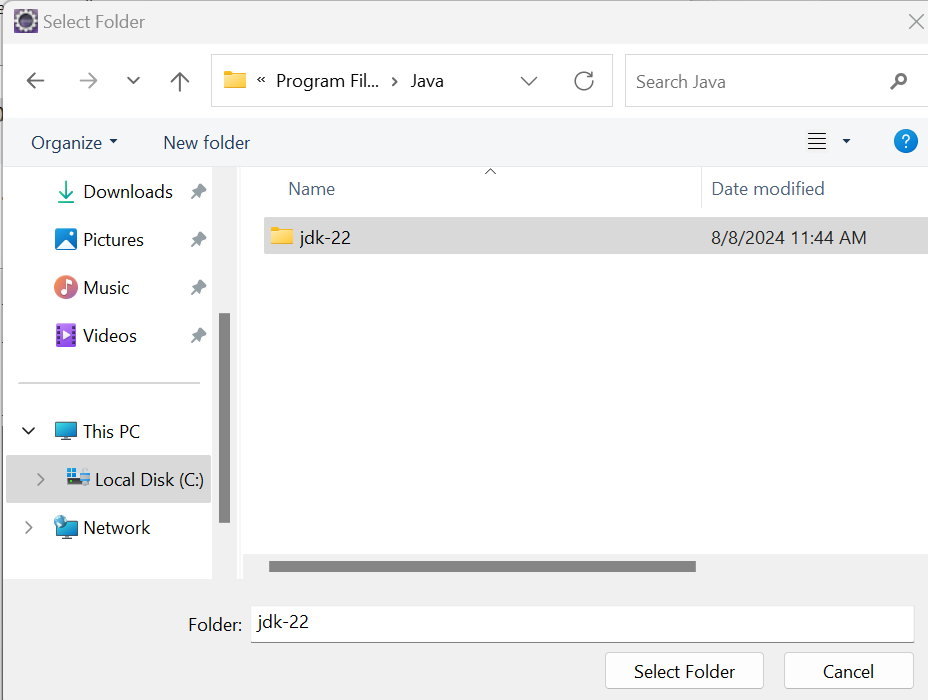 Select Folder
« Program Fil... › Java
Search Java
Organize
New folder
?
Downloads
Pictures
Music
Videos
This PC
Local Disk (C:)
Network
Name
Date modified
jdk-22
8/8/2024 11:44 AM
Folder:
jdk-22
Select Folder
Cancel